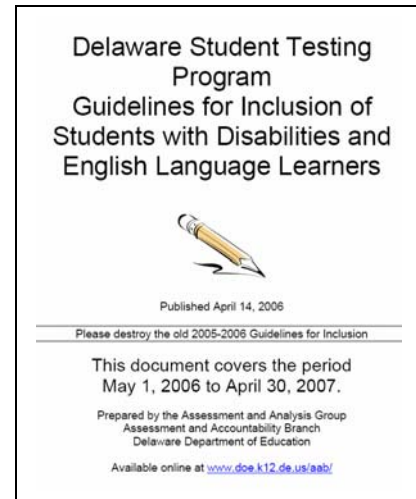 Delaware Student Testing
Program
Guidelines for Inclusion of
Students with Disabilities and
English Language Learners
Published April 14, 2006
Please destroy the old 2005-2006 Guidelines for Inclusion
This document covers the period
May 1, 2006 to April 30, 2007.
Prepared by the Assessment and Analysis Group
Assessment and Accountability Branch
Delaware Department of Education
Available online at www.doe.k12.de.us/aab/